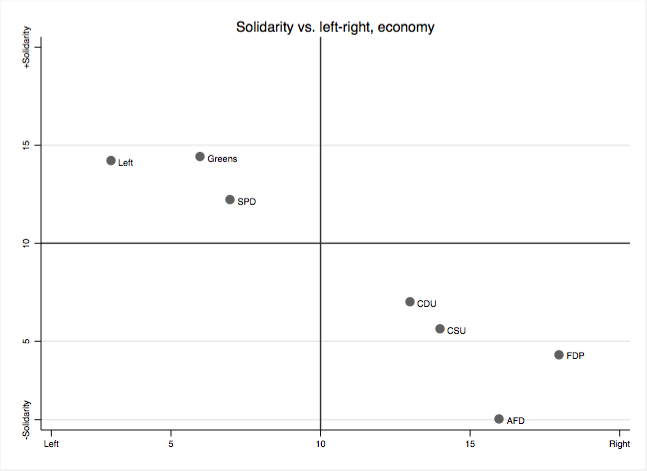 Solidarity vs. left-right, economy
+Solidarity
15
10
5
-Solidarity
Left
Greens
SPD
CDU
CSU
FDP
AFD
Left
5
10
15
Right